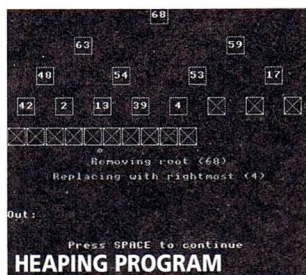 68
63 59
48 54 53 17
42 2 13 39 4
Removing root (68)
Replacing with rightmost (4)
Out:
Press SPACE to continue
HEAPING PROGRAM